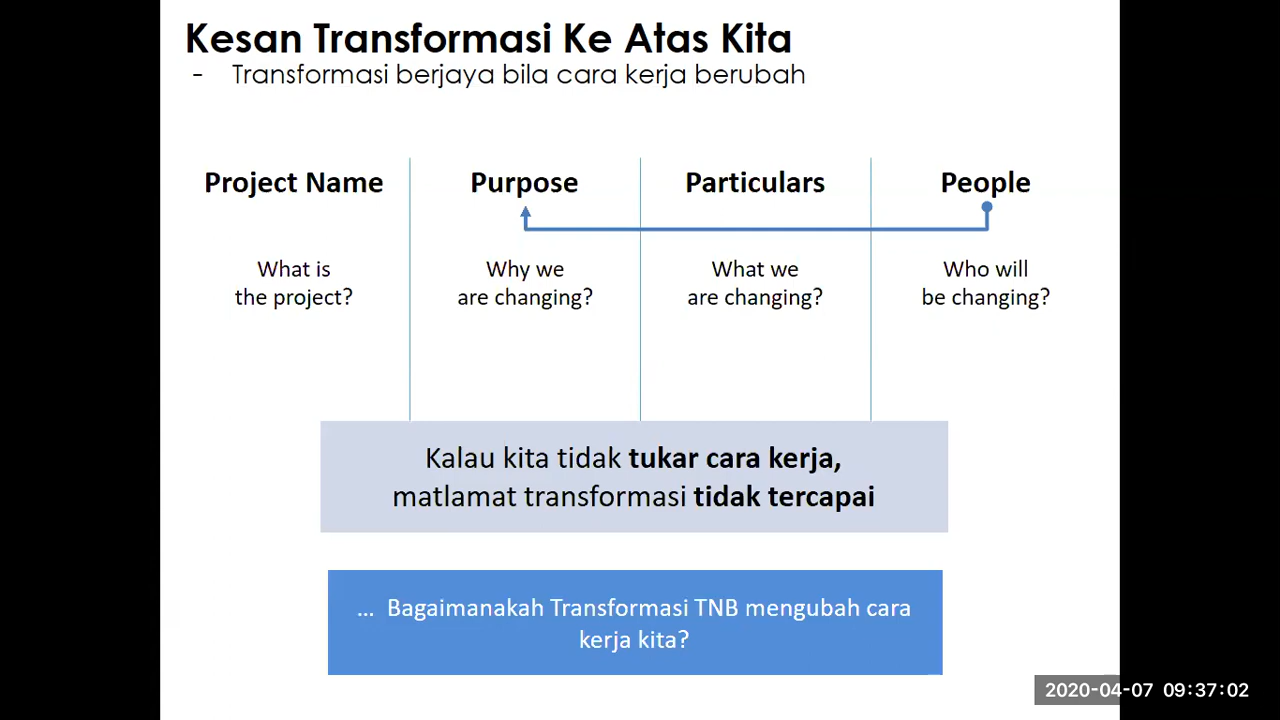 Kesan Transformasi Ke Atas Kita
- Transformasi berjaya bila cara kerja berubah
Project Name
Purpose
Particulars
People
What is
the project?
Why we
are changing?
What we
are changing?
Who will
be changing?
Kalau kita tidak tukar cara kerja,
matlamat transformasi tidak tercapai
... Bagaimanakah Transformasi TNB mengubah cara
kerja kita?
2020-04-07 09:37:02